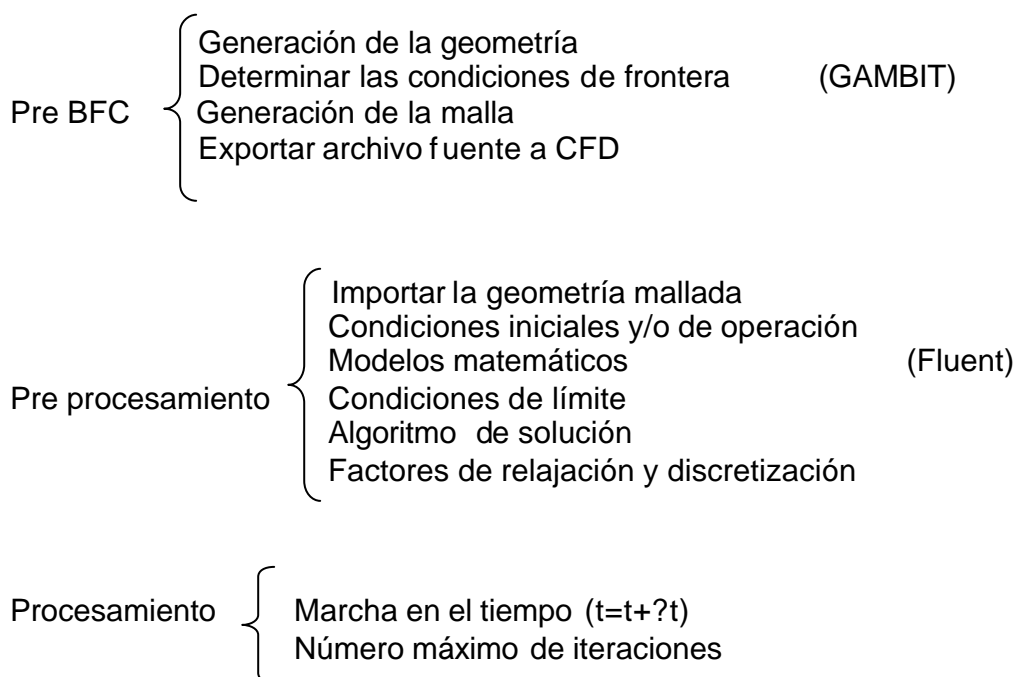 Generación de la geometría
Determinar las condiciones de frontera (GAMBIT)
Pre BFC Generación de la malla
Exportar archivo fuente a CFD
Importar la geometría mallada
Condiciones iniciales y/o de operación
Modelos matemáticos (Fluent)
Pre procesamiento Condiciones de límite
Algoritmo de solución
Factores de relajación y discretización
Procesamiento Marcha en el tiempo (t=t+?t)
Número máximo de iteraciones